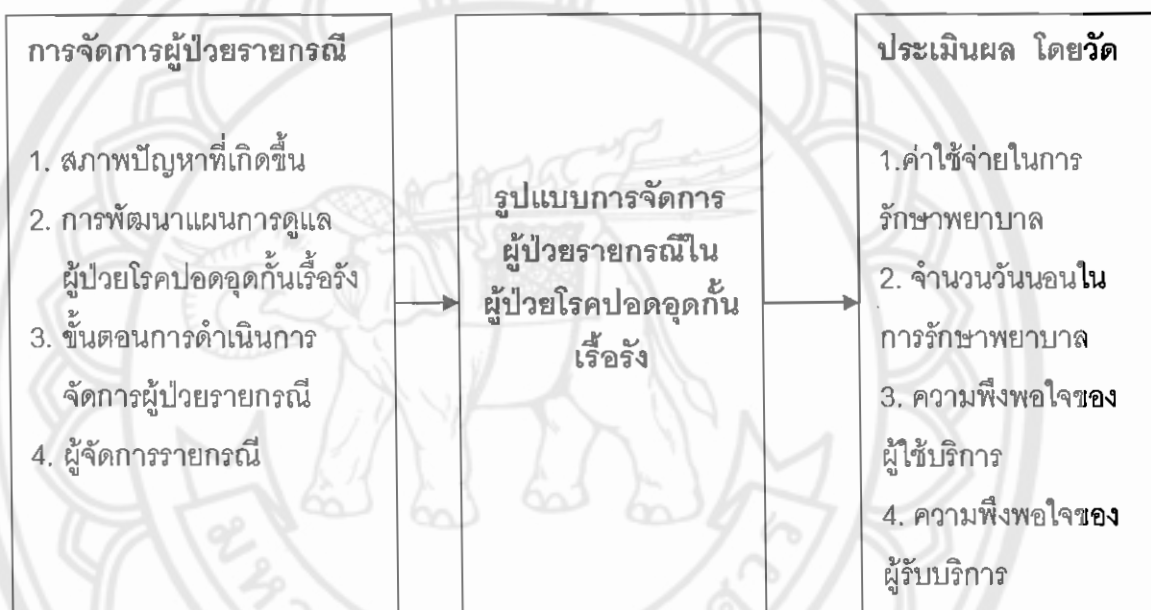 การจัดการผู้ป่วยรายกรณี
1. สภาพปัญหาที่เกิดขึ้น
2. การพัฒนาแผนการดูแล
ผู้ป่วยโรคปอดอุดกั้นเรื้อรัง
3. ขั้นตอนการดำเนินการ
จัดการผู้ป่วยรายกรณี
4. ผู้จัดการรายกรณี
รูปแบบการจัดการ
ผู้ป่วยรายกรณีใน
ผู้ป่วยโรคปอดอุดกั้น
เรื้อรัง
ประเมินผล โดยวัด
1.ค่าใช้จ่ายในการ
รักษาพยาบาล
2. จำนวนวันนอนใน
การรักษาพยาบาล
3. ความพึงพอใจของ
ผู้ใช้บริการ
4. ความพึงพอใจของ
ผู้รับบริการ